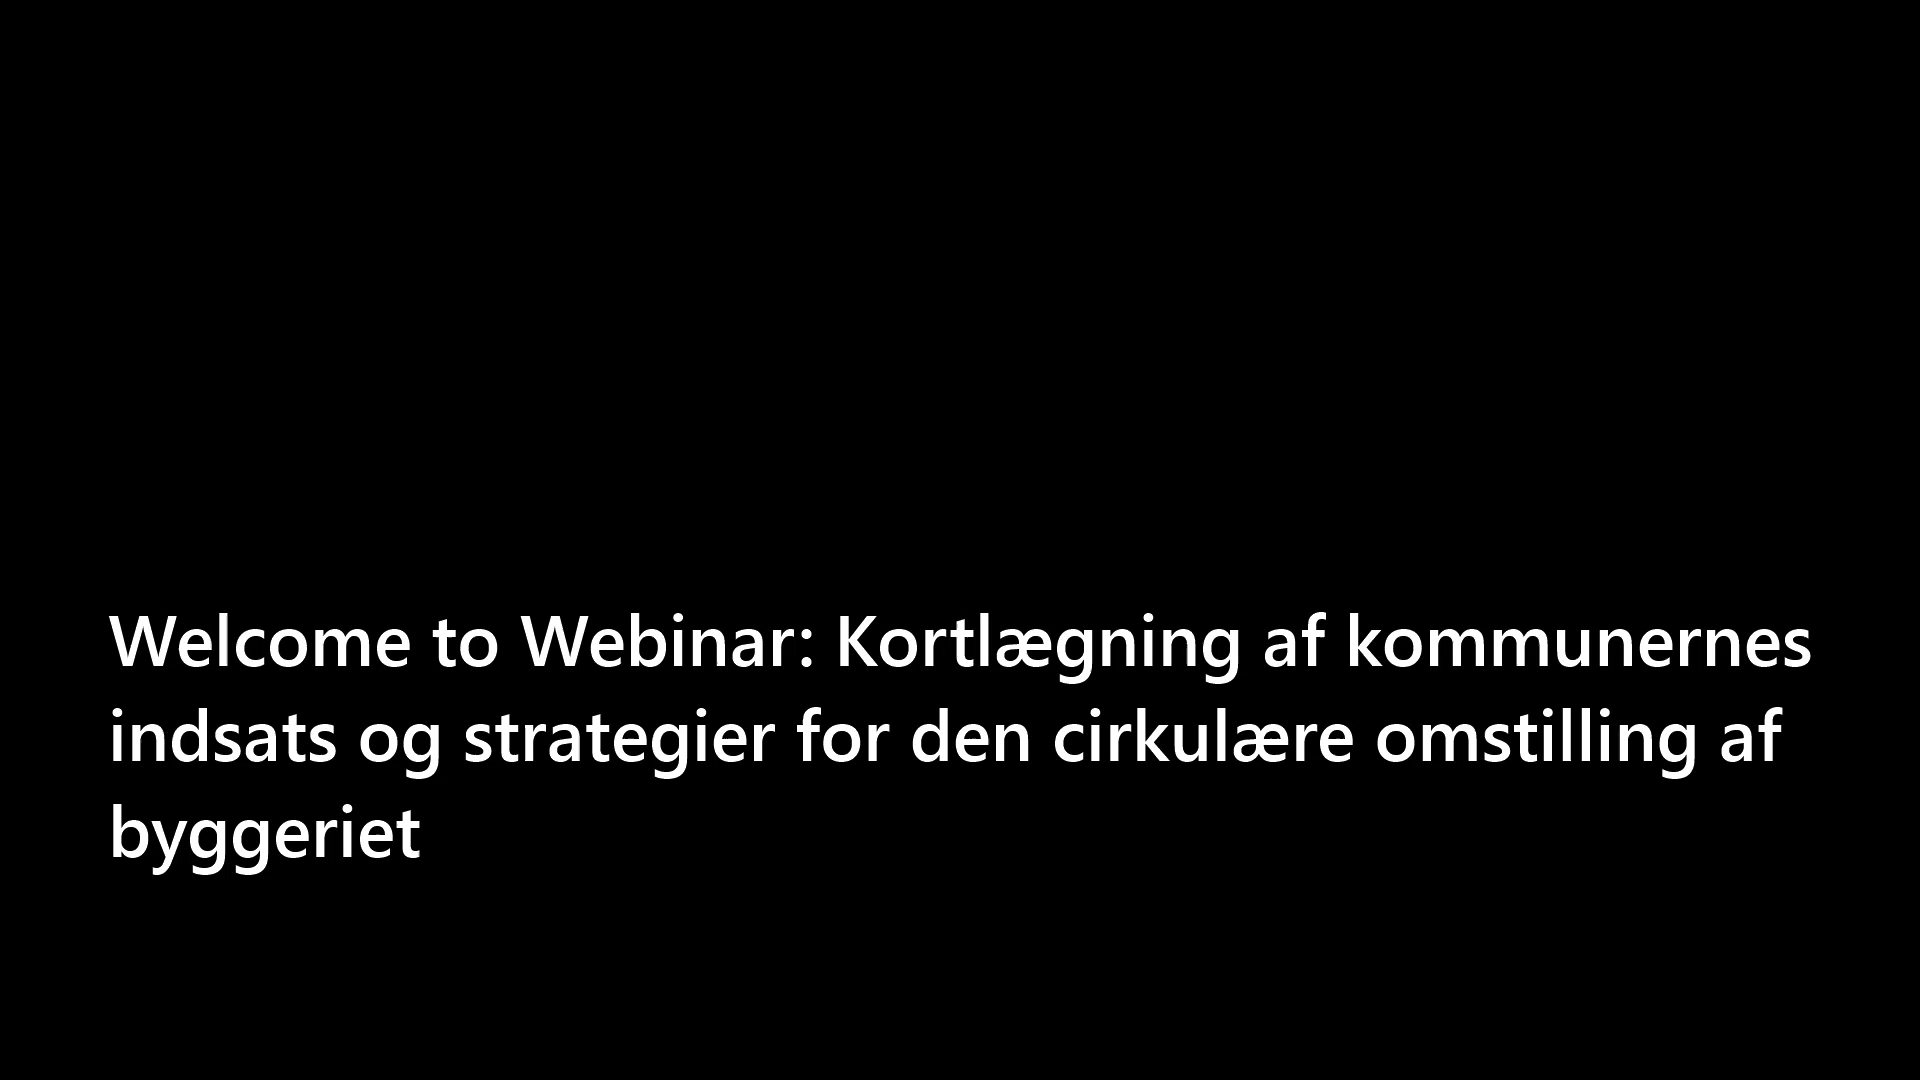 Welcome to Webinar: Kortlægning af kommunernes
indsats og strategier for den cirkulære omstilling af
byggeriet